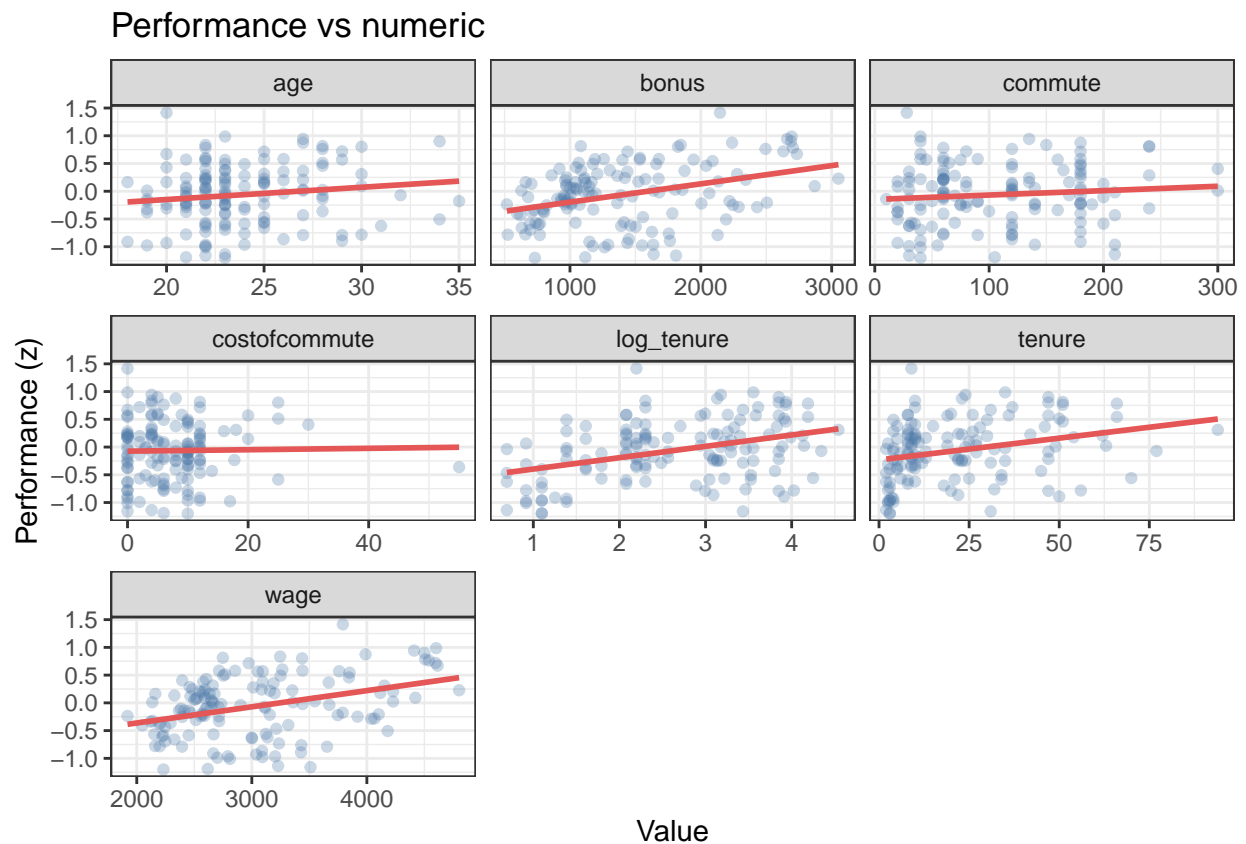 Performance vs numeric
age
bonus
commute
1.5
1.0
0.5
0.0
−0.5
−1.0
20 25 30 35
1000 2000 3000
0 100 200 300
costofcommute
log_tenure
tenure
1.5
1.0
0.5
0.0
−0.5
−1.0
0 20 40
1 2 3 4
0 25 50 75
wage
1.5
1.0
0.5
0.0
−0.5
−1.0
2000 3000 4000
Performance (z)
Value